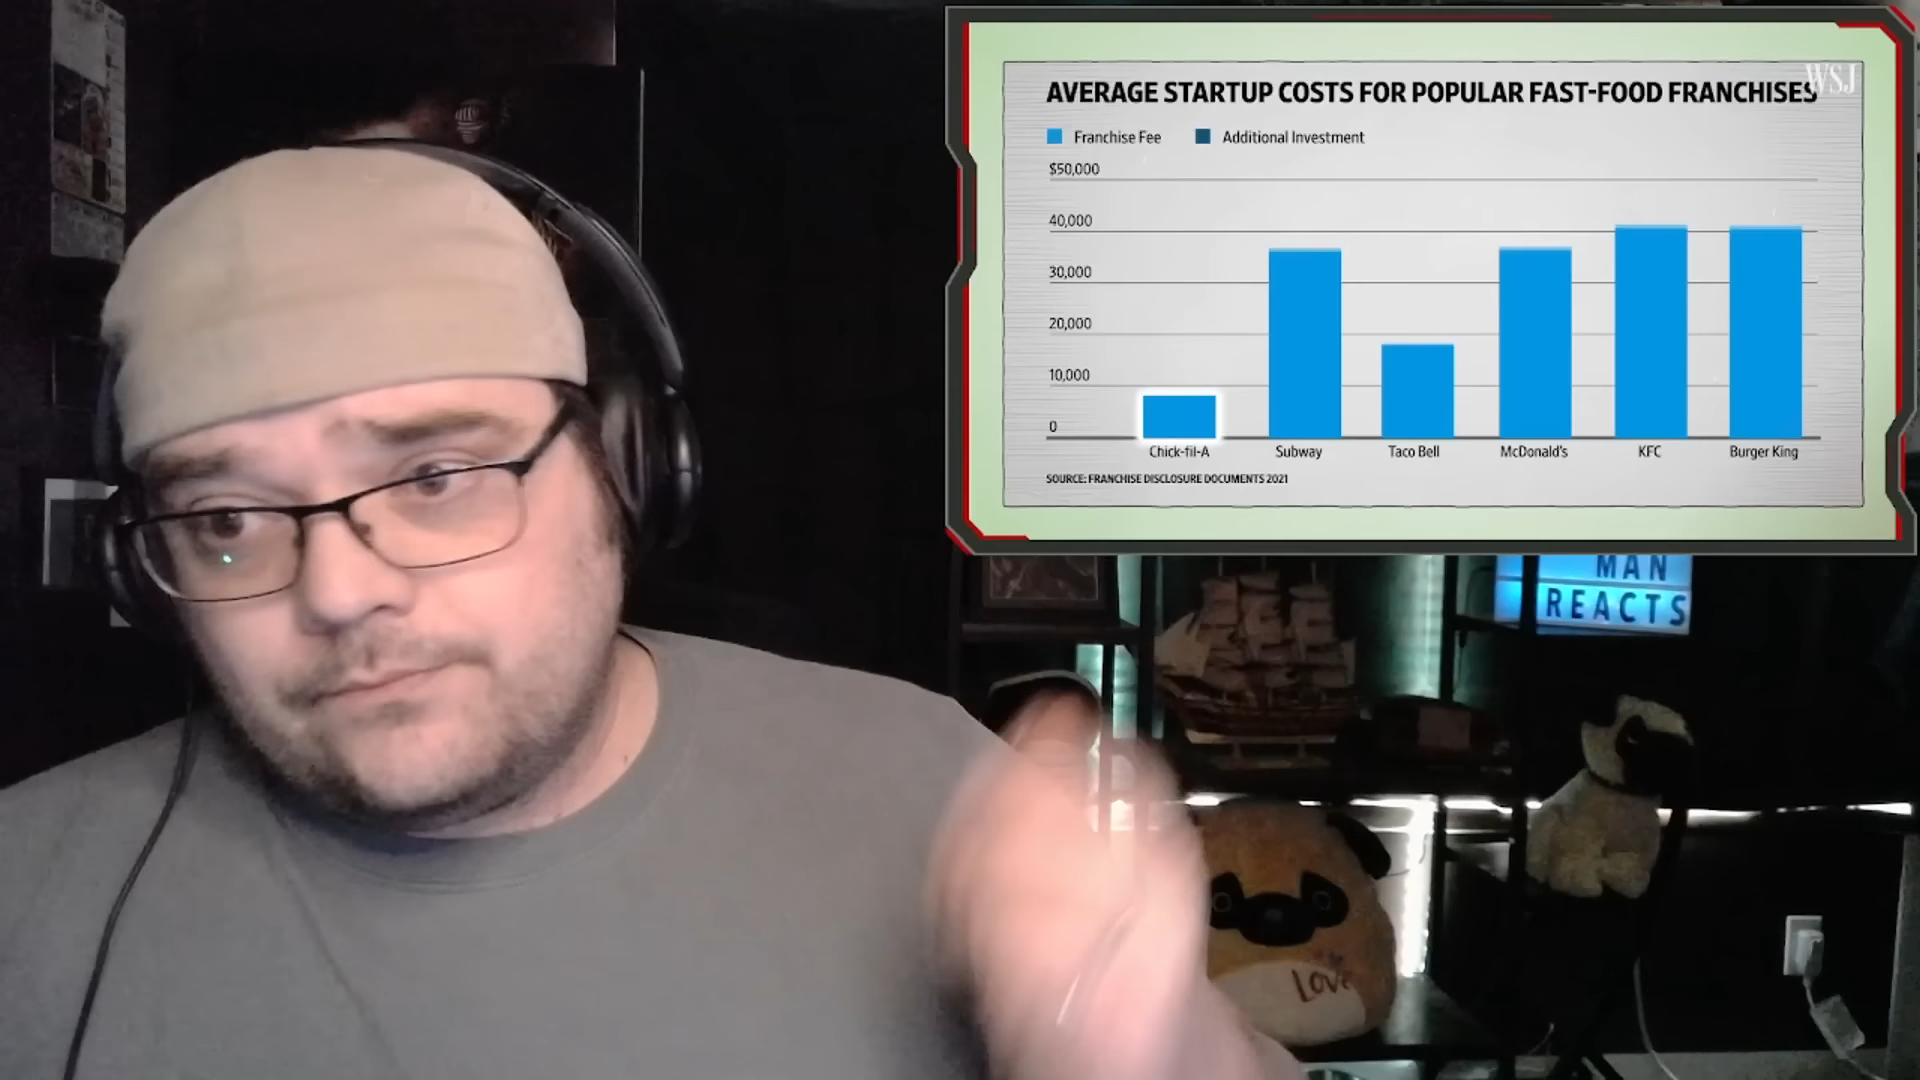 AVERAGE STARTUP COSTS FOR POPULAR FAST-FOOD FRANCHISES
WSJ
Franchise Fee
Additional Investment
$50,000
40,000
30,000
20,000
10,000
0
Chick-fil-A
Subway
Taco Bell
McDonald's
KFC
Burger King
SOURCE: FRANCHISE DISCLOSURE DOCUMENTS 2021
MAN
REACTS
LOVE